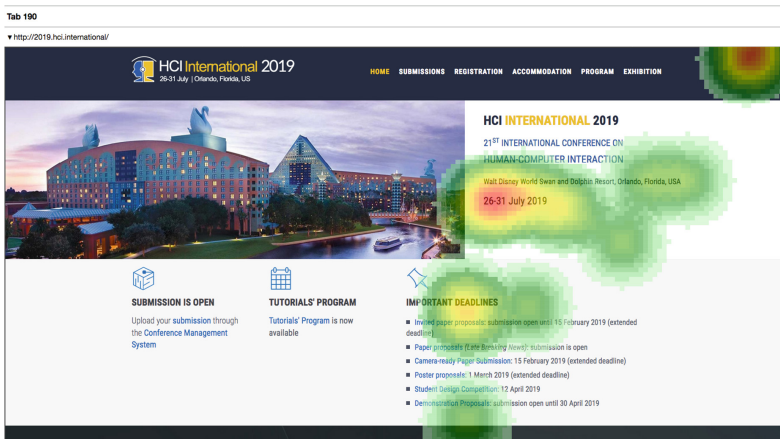 Tab 190
▼ http://2019.hci.international/
HCI International 2019
26-31 July | Orlando, Florida, US
HOME SUBMISSIONS REGISTRATION ACCOMMODATION PROGRAM EXHIBITION
HCI INTERNATIONAL 2019
21ST INTERNATIONAL CONFERENCE ON
HUMAN-COMPUTER INTERACTION
Walt Disney World Swan and Dolphin Resort, Orlando, Florida, USA
26-31 July 2019
SUBMISSION IS OPEN
Upload your submission through
the Conference Management
System
TUTORIALS' PROGRAM
Tutorials' Program is now
available
IMPORTANT DEADLINES
■ Invited paper proposals: submission open until 15 February 2019 (extended
deadline)
■ Paper proposals (Late Breaking News): submission is open
■ Camera-ready Paper Submission: 15 February 2019 (extended deadline)
■ Poster proposals: 1 March 2019 (extended deadline)
■ Student Design Competition: 12 April 2019
■ Demonstration Proposals: submission open until 30 April 2019